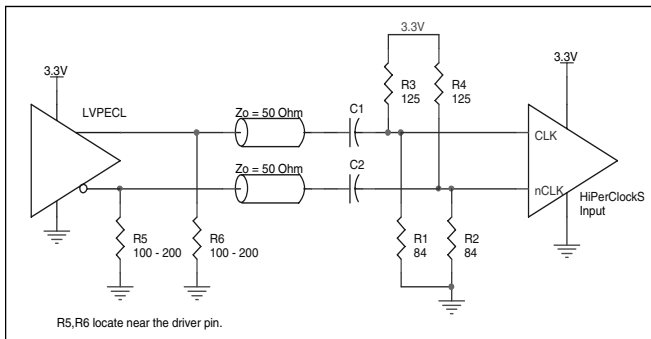 3.3V
3.3V
3.3V
LVPECL
R3
125
R4
125
Zo = 50 Ohm
C1
CLK
Zo = 50 Ohm
C2
nCLK
HiPerClockS
Input
R5
100 - 200
R6
100 - 200
R1
84
R2
84
R5,R6 locate near the driver pin.